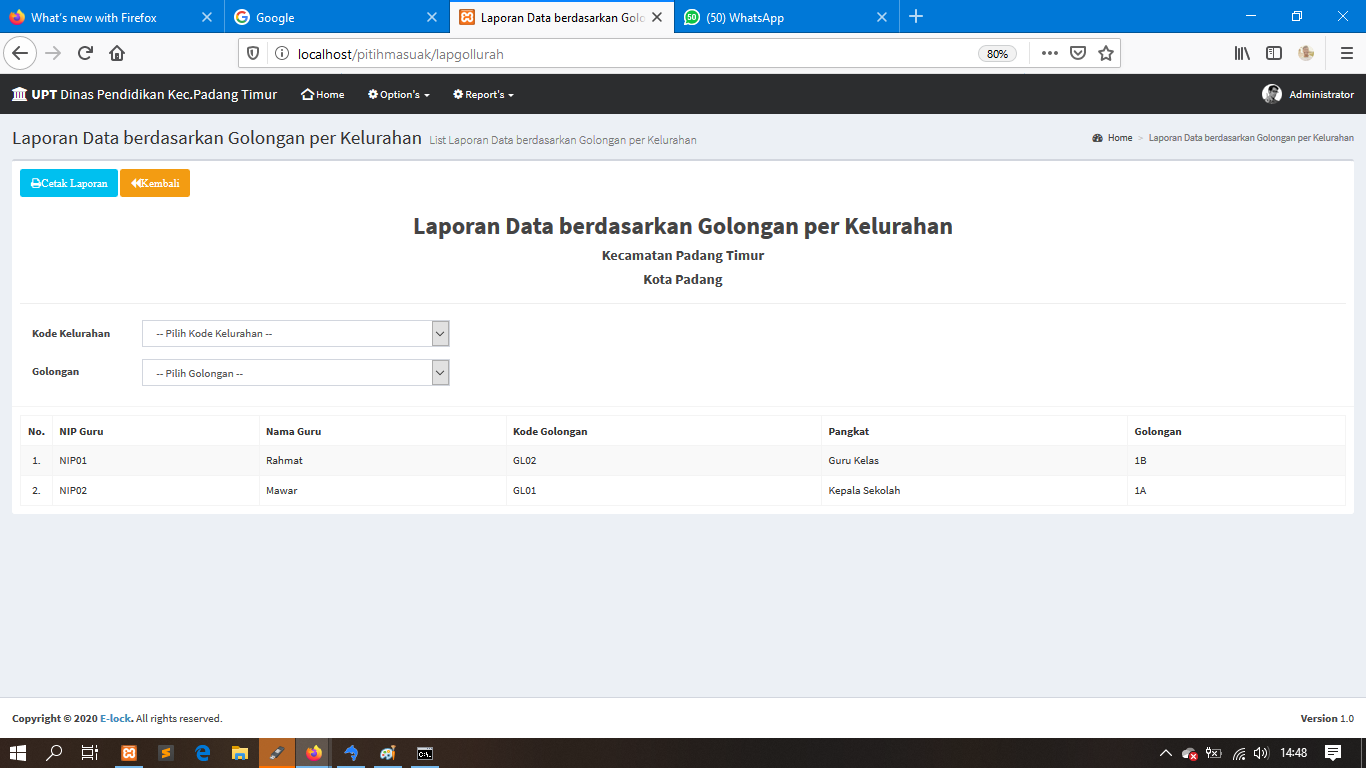 What's new with Firefox
Google
Laporan Data berdasarkan Golo
50 (50) WhatsApp
localhost/pitihmasuak/lapgollurah
80%
UPT Dinas Pendidikan Kec.Padang Timur
Home
Option's
Report's
Administrator
Laporan Data berdasarkan Golongan per Kelurahan List Laporan Data berdasarkan Golongan per Kelurahan
Home > Laporan Data berdasarkan Golongan per Kelurahan
Cetak Laporan
Kembali
Laporan Data berdasarkan Golongan per Kelurahan
Kecamatan Padang Timur
Kota Padang
Kode Kelurahan -- Pilih Kode Kelurahan --
Golongan -- Pilih Golongan --
No. NIP Guru Nama Guru Kode Golongan Pangkat Golongan
1. NIP01 Rahmat GL02 Guru Kelas 1B
2. NIP02 Mawar GL01 Kepala Sekolah 1A
Copyright © 2020 E-lock. All rights reserved.
Version 1.0
14:48